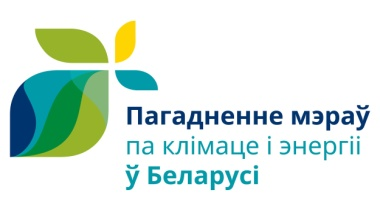 Пагадненне мэраў
па клімаце і энергіі
ў Беларусі